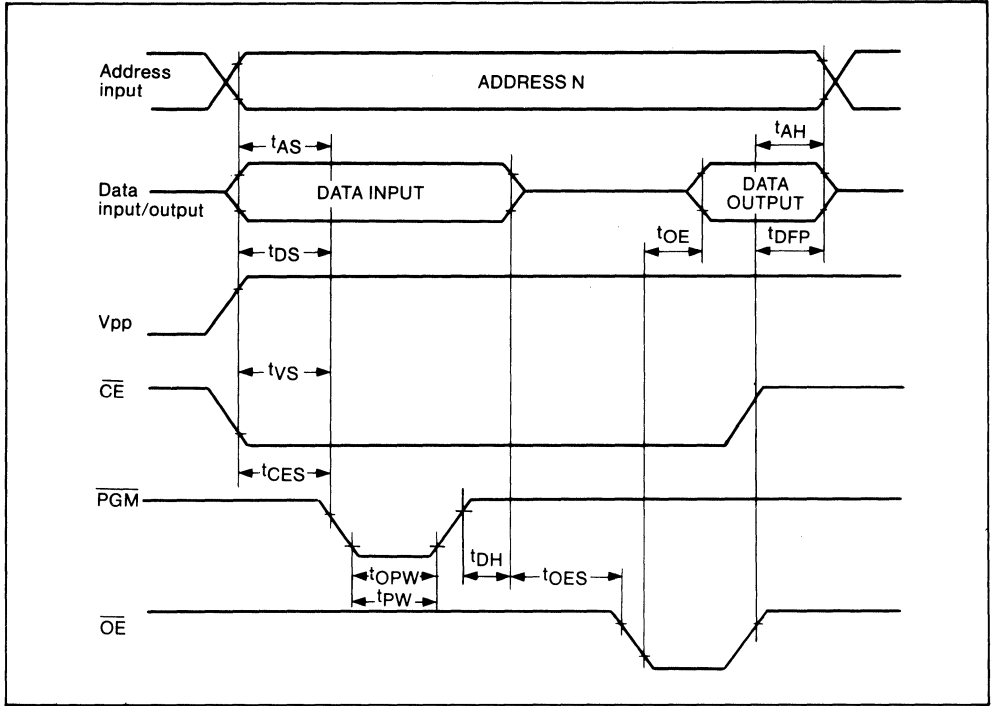 Address
input
ADDRESS N
tAS
tAH
Data
input/output
DATA INPUT
DATA
OUTPUT
tDS
tOE
tDFP
Vpp
tVS
CE
tCES
PGM
tDH
tOES
tOPW
tPW
OE